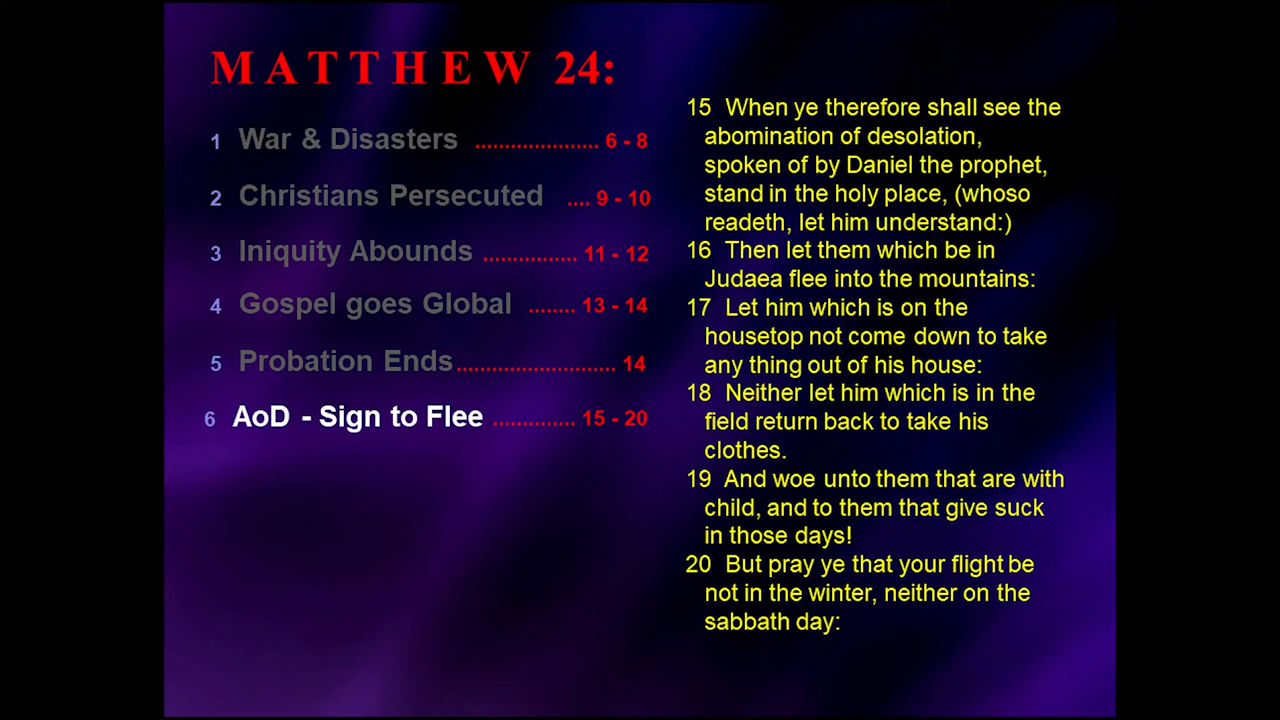 M A T T H E W 24:
1 War & Disasters ..................... 6 - 8
2 Christians Persecuted .... 9 - 10
3 Iniquity Abounds ................ 11 - 12
4 Gospel goes Global ........ 13 - 14
5 Probation Ends ........................... 14
6 AoD - Sign to Flee .............. 15 - 20
15 When ye therefore shall see the
abomination of desolation,
spoken of by Daniel the prophet,
stand in the holy place, (whoso
readeth, let him understand:)
16 Then let them which be in
Judaea flee into the mountains:
17 Let him which is on the
housetop not come down to take
any thing out of his house:
18 Neither let him which is in the
field return back to take his
clothes.
19 And woe unto them that are with
child, and to them that give suck
in those days!
20 But pray ye that your flight be
not in the winter, neither on the
sabbath day: